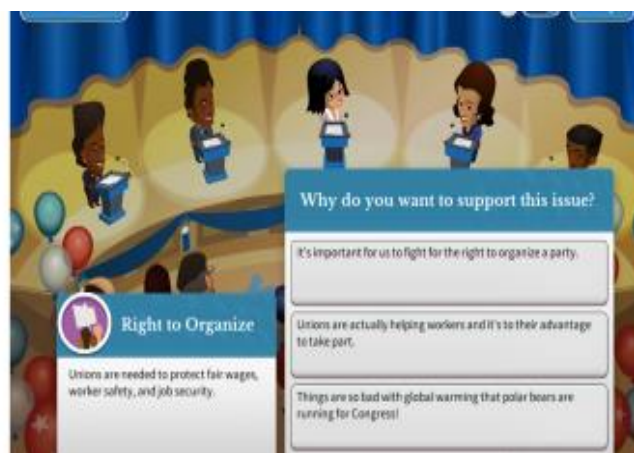 Why do you want to support this issue?
It's important for us to fight for the right to organize a party.
Right to Organize
Unions are needed to protect fair wages,
worker safety, and job security.
Unions are actually helping workers and it's to their advantage
to take part.
Things are so bad with global warming that polar bears are
running for Congress!